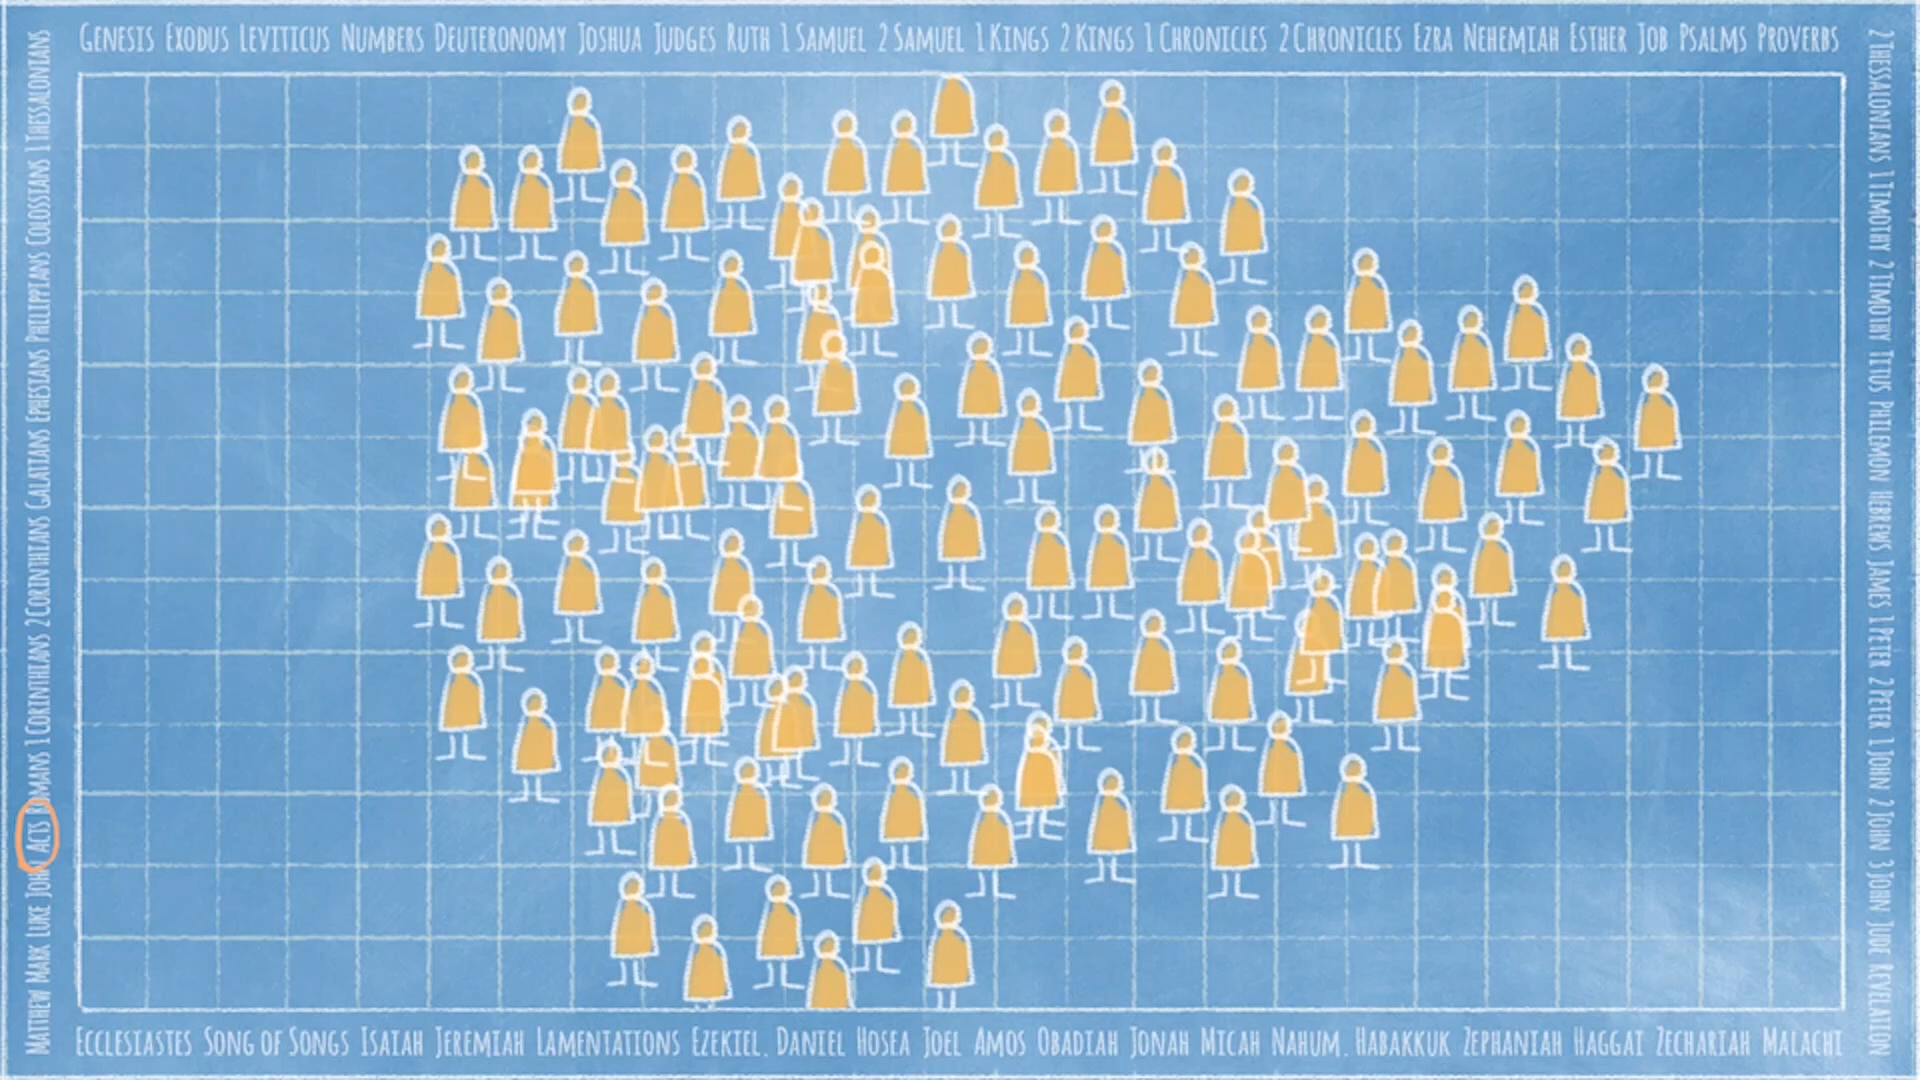 GENESIS EXODUS LEVITICUS NUMBERS DEUTERONOMY JOSHUA JUDGES RUTH 1 SAMUEL 2 SAMUEL 1 KINGS 2 KINGS 1 CHRONICLES 2 CHRONICLES EZRA NEHEMIAH ESTHER JOB PSALMS PROVERBS
MATTHEW MARK LUKE JOHN ACTS ROMANS 1 CORINTHIANS 2 CORINTHIANS GALATIANS EPHESIANS PHILIPPIANS COLOSSIANS 1 THESSALONIANS
2 THESSALONIANS 1 TIMOTHY 2 TIMOTHY TITUS PHILEMON HEBREWS JAMES 1 PETER 2 PETER 1 JOHN 2 JOHN 3 JOHN JUDE REVELATION
ECCLESIASTES SONG OF SONGS ISAIAH JEREMIAH LAMENTATIONS EZEKIEL. DANIEL HOSEA JOEL AMOS OBADIAH JONAH MICAH NAHUM. HABAKKUK ZEPHANIAH HAGGAI ZECHARIAH MALACHI